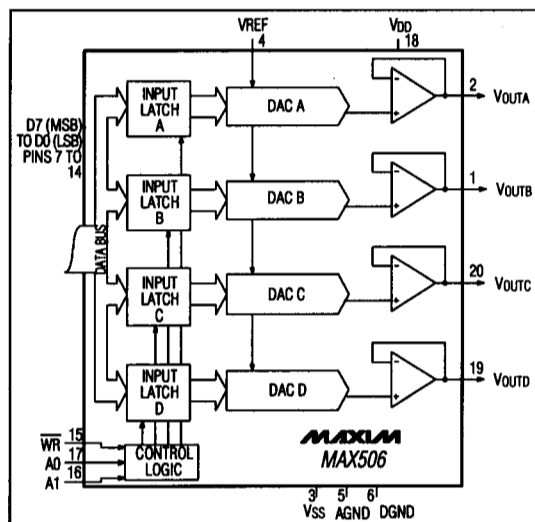 VREF
4
VDD
18
INPUT
LATCH
A
DAC A
2
VOUTA
D7 (MSB)
TO D0 (LSB)
PINS 7 TO
14
INPUT
LATCH
B
DAC B
1
VOUTB
DATA BUS
INPUT
LATCH
C
DAC C
20
VOUTC
INPUT
LATCH
D
DAC D
19
VOUTD
WR 15
A0 17
A1 16
CONTROL
LOGIC
MAXIM
MAX506
3 5 6
VSS AGND DGND